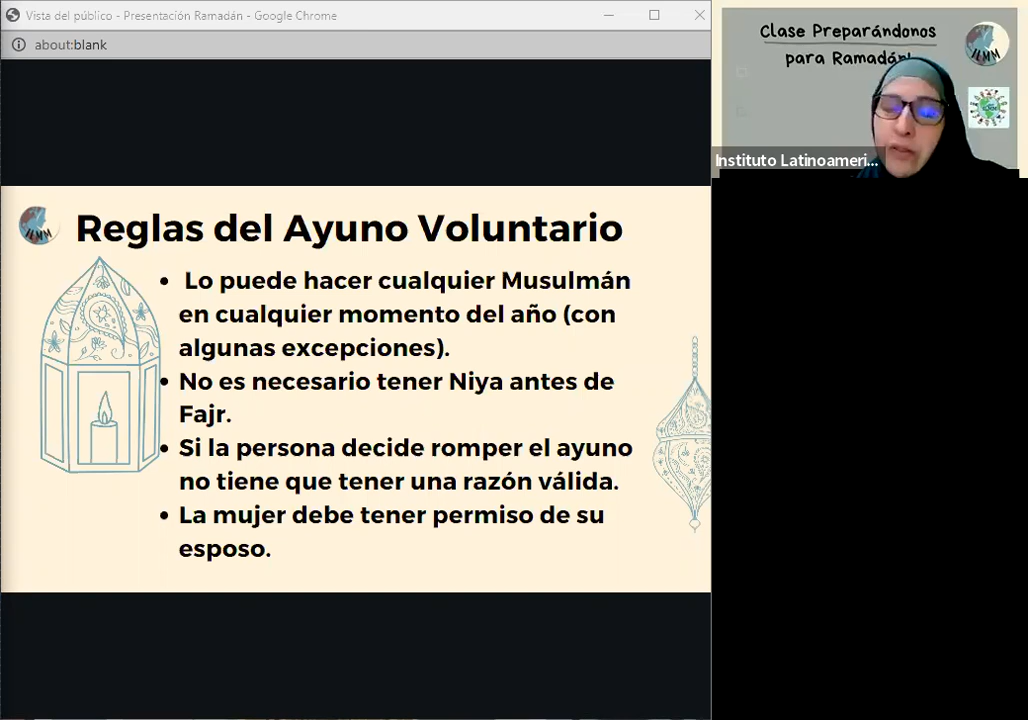 Vista del público - Presentación Ramadán - Google Chrome
about:blank
Clase Preparándonos
para Ramadán!
ILMM
Instituto Latinoameri...
ILMM
Reglas del Ayuno Voluntario
• Lo puede hacer cualquier Musulmán
en cualquier momento del año (con
algunas excepciones).
• No es necesario tener Niya antes de
Fajr.
• Si la persona decide romper el ayuno
no tiene que tener una razón válida.
• La mujer debe tener permiso de su
esposo.